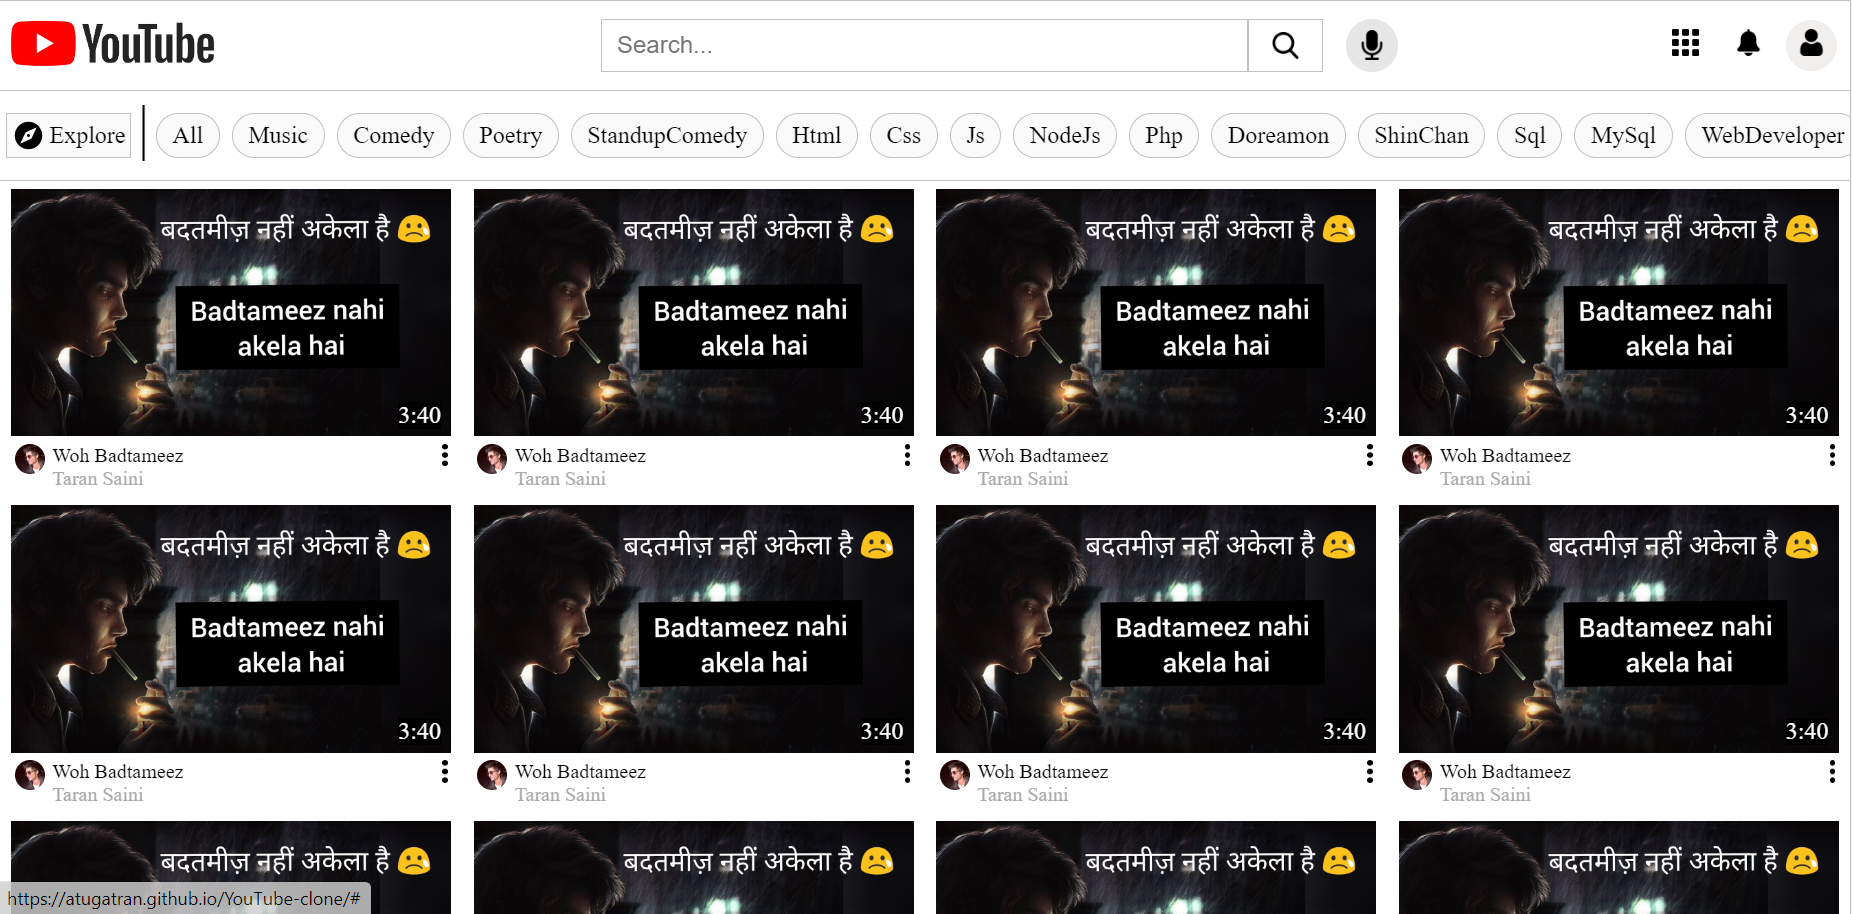 YouTube
Search...
Explore
All
Music
Comedy
Poetry
StandupComedy
Html
Css
Js
NodeJs
Php
Doreamon
ShinChan
Sql
MySql
WebDeveloper
बदतमीज़ नहीं अकेला है 😢
Badtameez nahi
akela hai
3:40
Woh Badtameez
Taran Saini
बदतमीज़ नहीं अकेला है 😢
Badtameez nahi
akela hai
3:40
Woh Badtameez
Taran Saini
बदतमीज़ नहीं अकेला है 😢
Badtameez nahi
akela hai
3:40
Woh Badtameez
Taran Saini
बदतमीज़ नहीं अकेला है 😢
Badtameez nahi
akela hai
3:40
Woh Badtameez
Taran Saini
बदतमीज़ नहीं अकेला है 😢
Badtameez nahi
akela hai
3:40
Woh Badtameez
Taran Saini
बदतमीज़ नहीं अकेला है 😢
Badtameez nahi
akela hai
3:40
Woh Badtameez
Taran Saini
बदतमीज़ नहीं अकेला है 😢
Badtameez nahi
akela hai
3:40
Woh Badtameez
Taran Saini
बदतमीज़ नहीं अकेला है 😢
Badtameez nahi
akela hai
3:40
Woh Badtameez
Taran Saini
बदतमीज़ नहीं अकेला है 😢
बदतमीज़ नहीं अकेला है 😢
बदतमीज़ नहीं अकेला है 😢
बदतमीज़ नहीं अकेला है 😢
https://atugatran.github.io/YouTube-clone/#